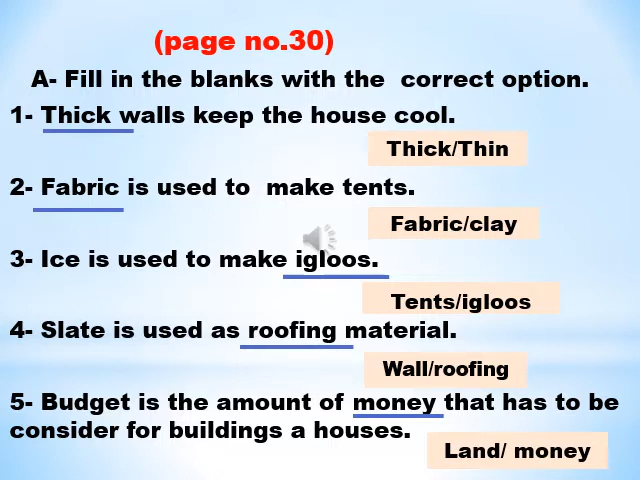 (page no.30)
A- Fill in the blanks with the correct option.
1- Thick walls keep the house cool.
Thick/Thin
2- Fabric is used to make tents.
Fabric/clay
3- Ice is used to make igloos.
Tents/igloos
4- Slate is used as roofing material.
Wall/roofing
5- Budget is the amount of money that has to be
consider for buildings a houses.
Land/ money